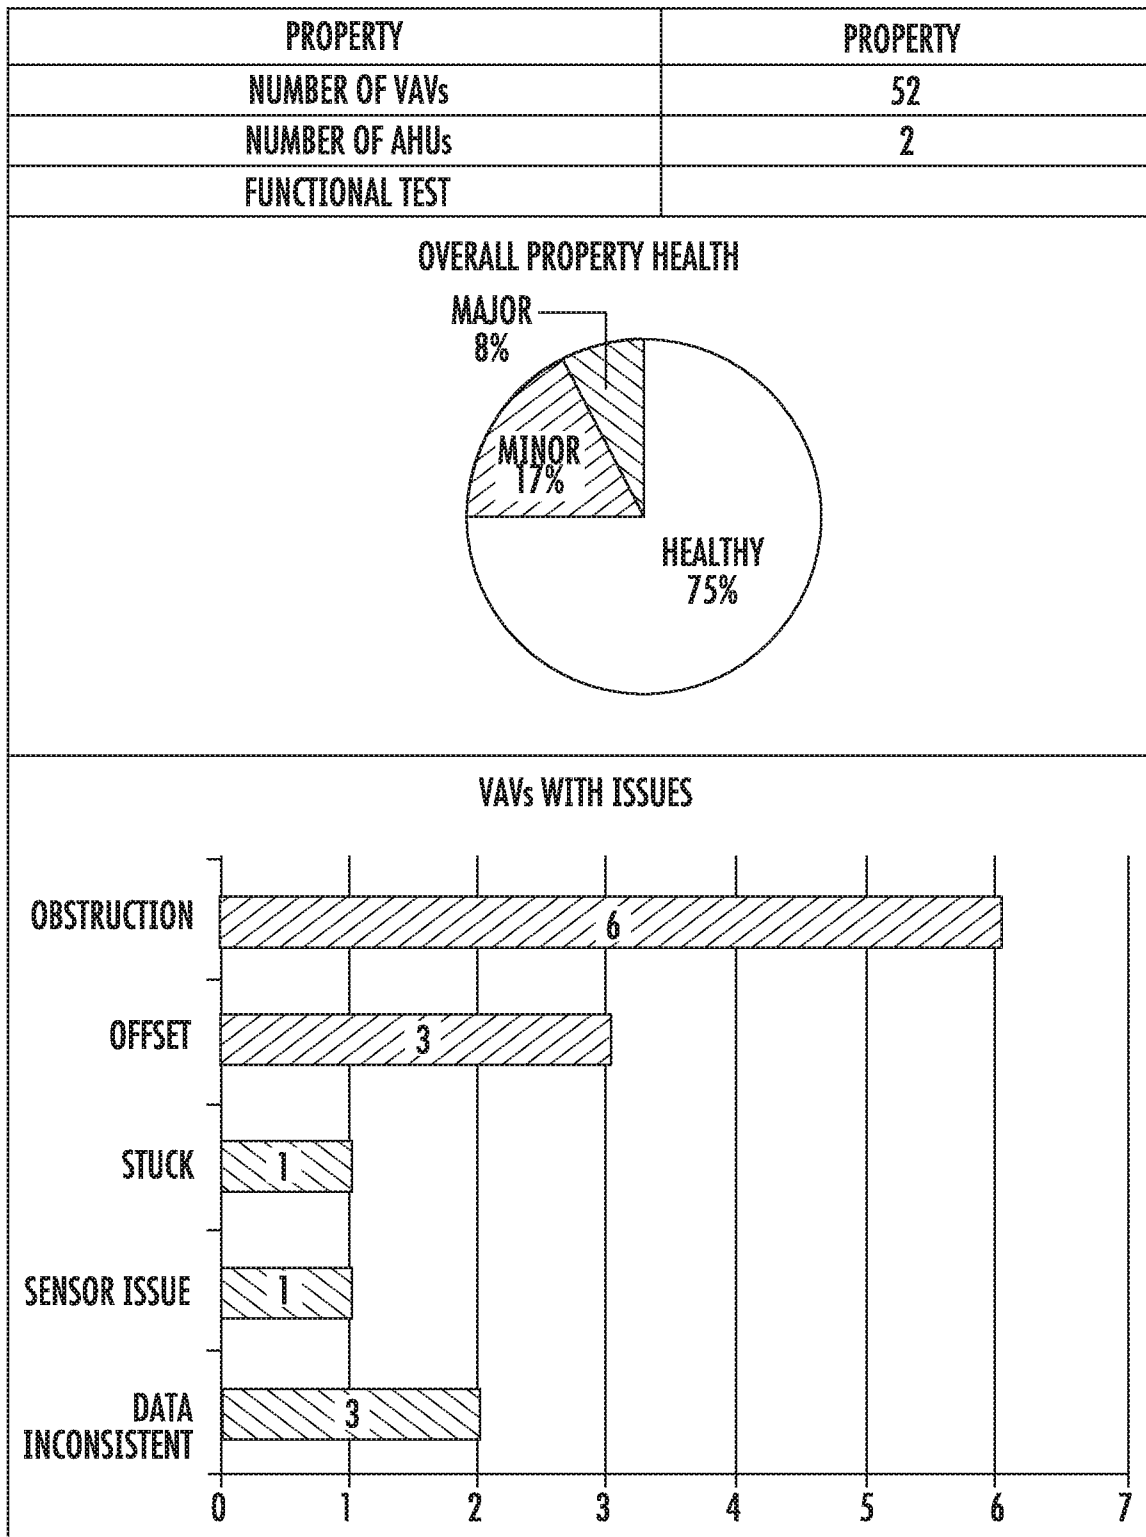 PROPERTY PROPERTY
NUMBER OF VAVs 52
NUMBER OF AHUs 2
FUNCTIONAL TEST
OVERALL PROPERTY HEALTH
MAJOR
8%
MINOR
17%
HEALTHY
75%
VAVs WITH ISSUES
OBSTRUCTION 6
OFFSET 3
STUCK 1
SENSOR ISSUE 1
DATA
INCONSISTENT 3
0 1 2 3 4 5 6 7